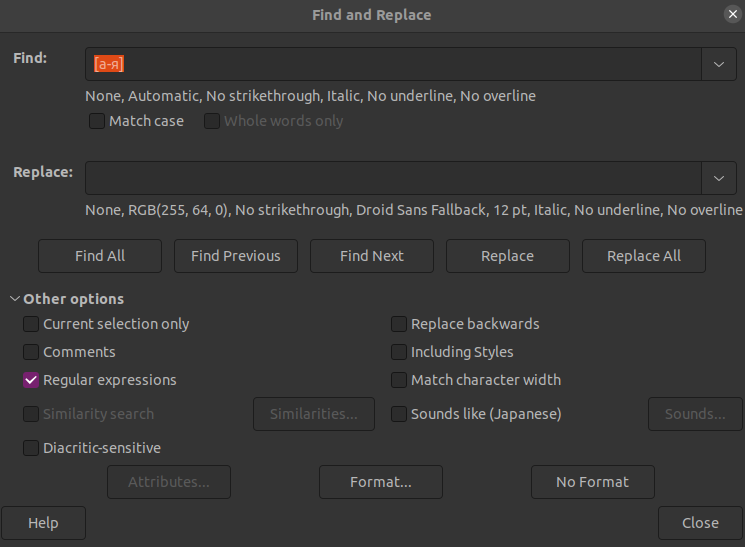 Find and Replace
Find:
[а-я]
None, Automatic, No strikethrough, Italic, No underline, No overline
Match case
Whole words only
Replace:
None, RGB(255, 64, 0), No strikethrough, Droid Sans Fallback, 12 pt, Italic, No underline, No overline
Find All
Find Previous
Find Next
Replace
Replace All
Other options
Current selection only
Replace backwards
Comments
Including Styles
Regular expressions
Match character width
Similarity search
Similarities...
Sounds like (Japanese)
Sounds...
Diacritic-sensitive
Attributes...
Format...
No Format
Help
Close